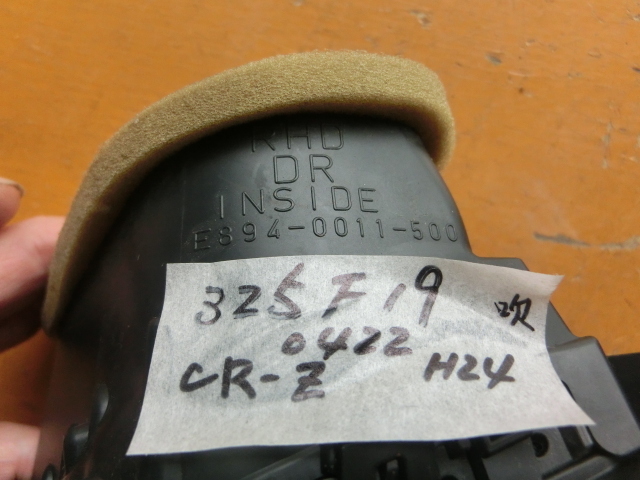 RHD
DR
INSIDE
E894-0011-500
325F19 吹
0422
CR-Z H24